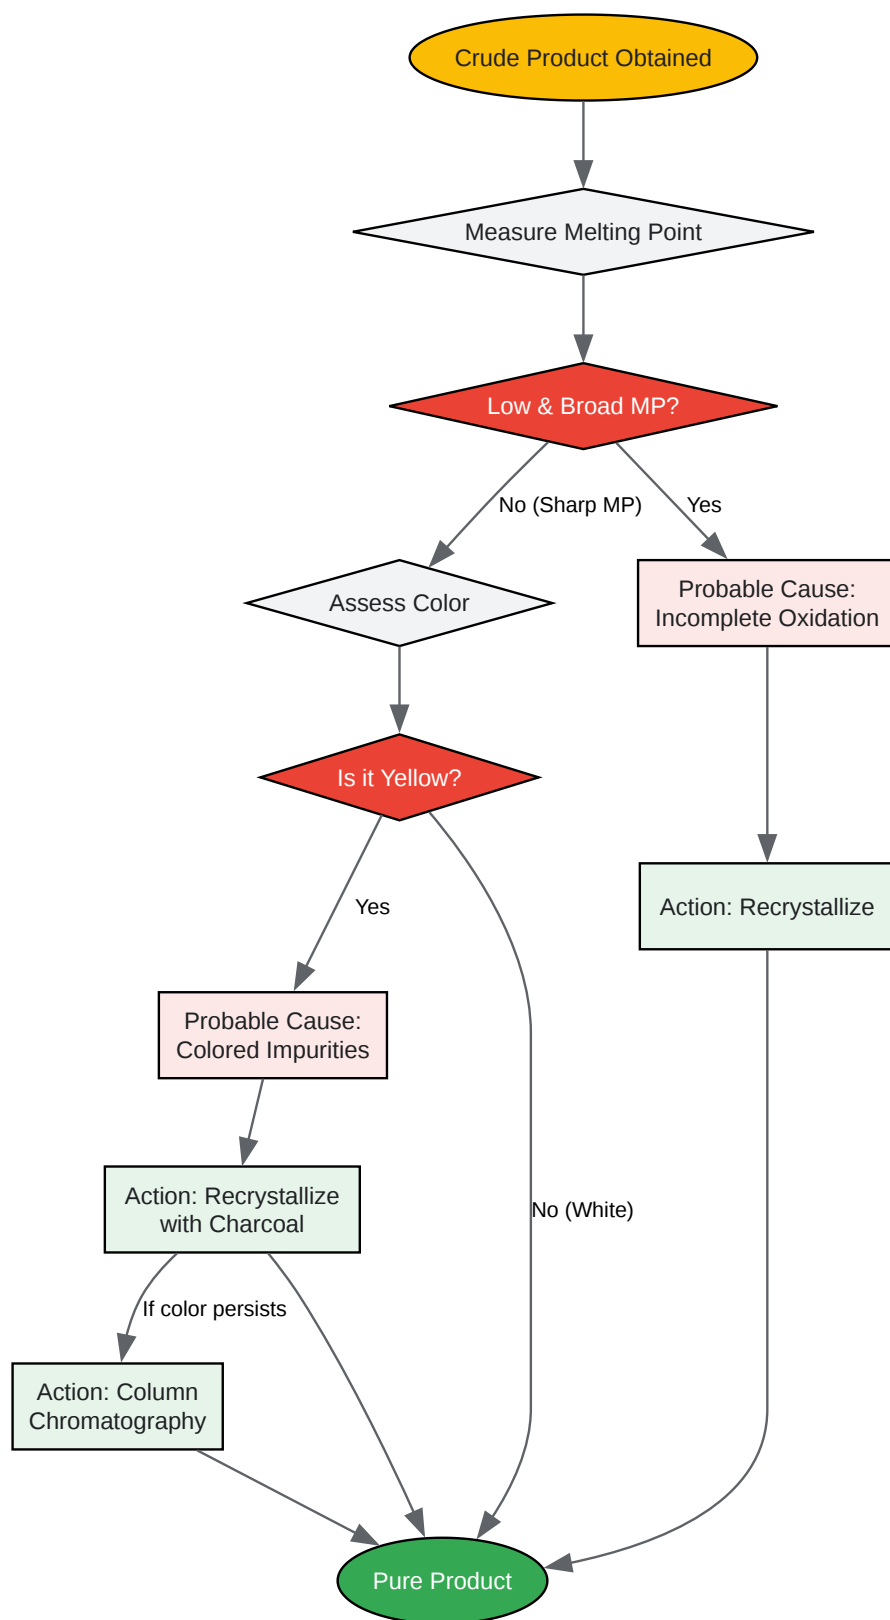 Crude Product Obtained
Measure Melting Point
Low & Broad MP?
No (Sharp MP)
Yes
Assess Color
Probable Cause:
Incomplete Oxidation
Is it Yellow?
Yes
Action: Recrystallize
Probable Cause:
Colored Impurities
Action: Recrystallize
with Charcoal
No (White)
If color persists
Action: Column
Chromatography
Pure Product